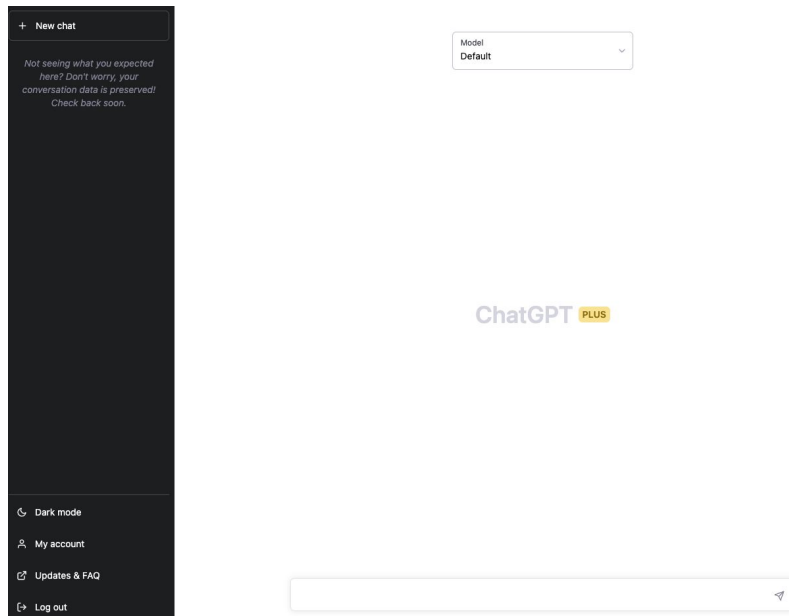 New chat
Not seeing what you expected
here? Don't worry, your
conversation data is preserved!
Check back soon.
Model
Default
ChatGPT PLUS
Dark mode
My account
Updates & FAQ
Log out